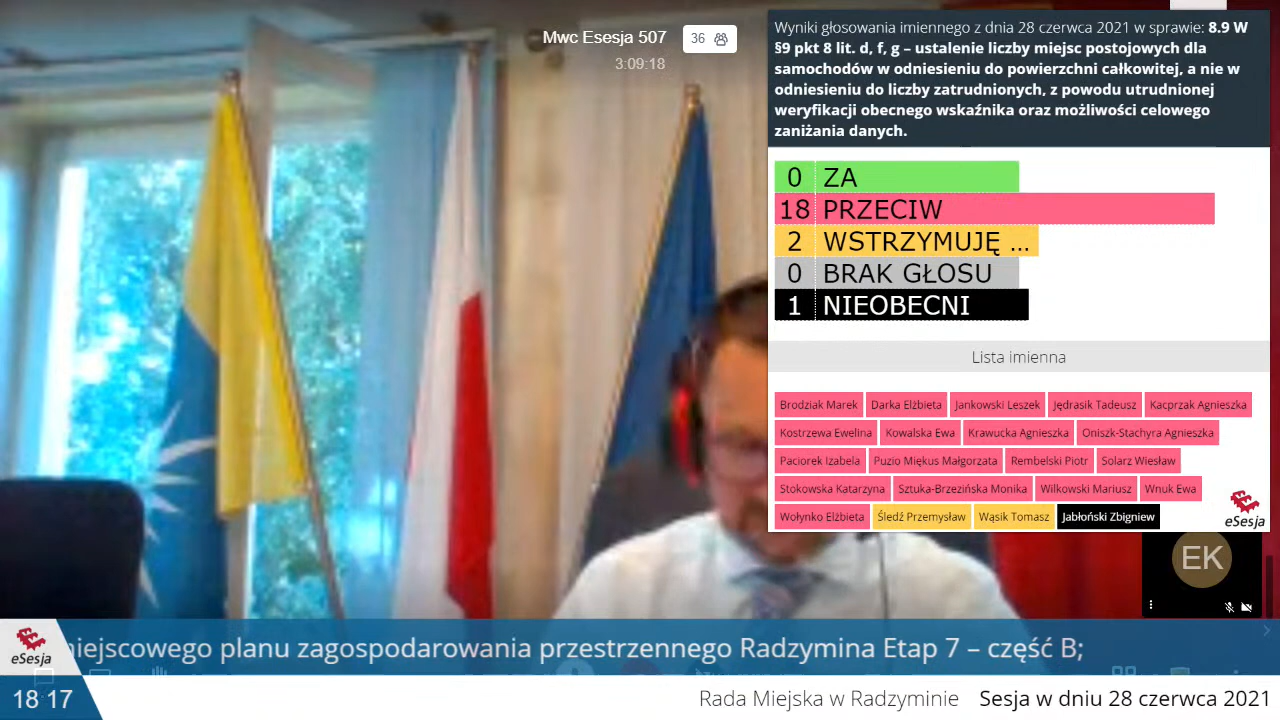 Mwc Esesja 507
36
3:09:18
Wyniki głosowania imiennego z dnia 28 czerwca 2021 w sprawie: 8.9 W
§9 pkt 8 lit. d, f, g – ustalenie liczby miejsc postojowych dla
samochodów w odniesieniu do powierzchni całkowitej, a nie w
odniesieniu do liczby zatrudnionych, z powodu utrudnionej
weryfikacji obecnego wskaźnika oraz możliwości celowego
zaniżania danych.
0 ZA
18 PRZECIW
2 WSTRZYMUJĘ ...
0 BRAK GŁOSU
1 NIEOBECNI
Lista imienna
Brodziak Marek Darka Elżbieta Jankowski Leszek Jędrasik Tadeusz Kacprzak Agnieszka
Kostrzewa Ewelina Kowalska Ewa Krawucka Agnieszka Oniszk-Stachyra Agnieszka
Paciorek Izabela Puzio Miękus Małgorzata Rembelski Piotr Solarz Wiesław
Stokowska Katarzyna Sztuka-Brzezińska Monika Wilkowski Mariusz Wnuk Ewa
Wołynko Elżbieta Śledź Przemysław Wąsik Tomasz Jabłoński Zbigniew
eSesja
EK
eSesja
niejscowego planu zagospodarowania przestrzennego Radzymina Etap 7 – część B;
18 17
Rada Miejska w Radzyminie Sesja w dniu 28 czerwca 2021